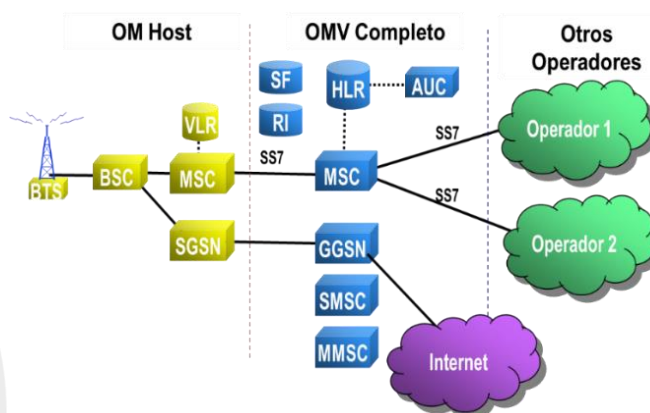 OM Host
OMV Completo
Otros
Operadores
SF
HLR
AUC
RI
VLR
SS7
SS7
Operador 1
BTS
BSC
MSC
MSC
SS7
SGSN
GGSN
Operador 2
SMSC
MMSC
Internet